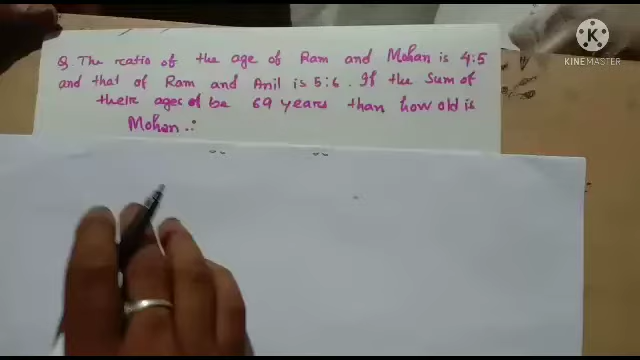 Q The ratio of the age of Ram and Mohan is 4:5
and that of Ram and Anil is 5:6. If the sum of
their ages of be 69 years than how old is
Mohan.:
K
KINEMASTER